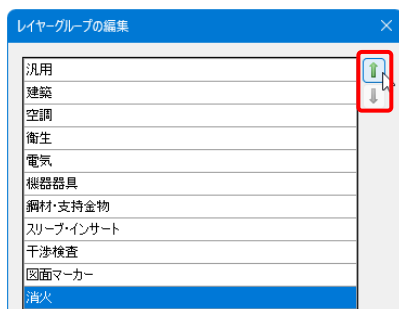 レイヤーグループの編集
汎用
建築
空調
衛生
電気
機器器具
鋼材・支持金物
スリーブ・インサート
干渉検査
図面マーカー
消火